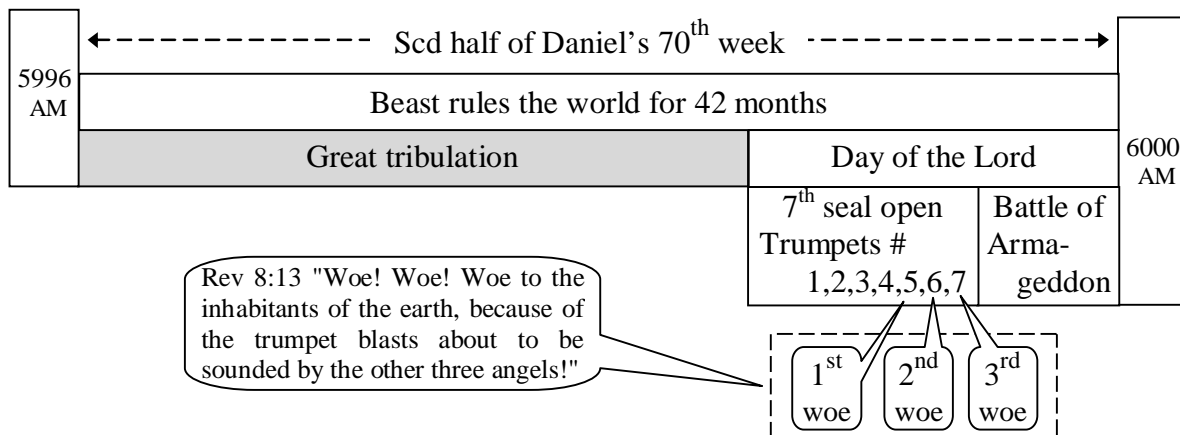 Scd half of Daniel's 70th week
5996
AM
Beast rules the world for 42 months
Great tribulation
Day of the Lord
6000
AM
7th seal open
Trumpets #
1,2,3,4,5,6,7
Battle of
Arma-
geddon
Rev 8:13 "Woe! Woe! Woe to the
inhabitants of the earth, because of
the trumpet blasts about to be
sounded by the other three angels!"
1st
woe
2nd
woe
3rd
woe